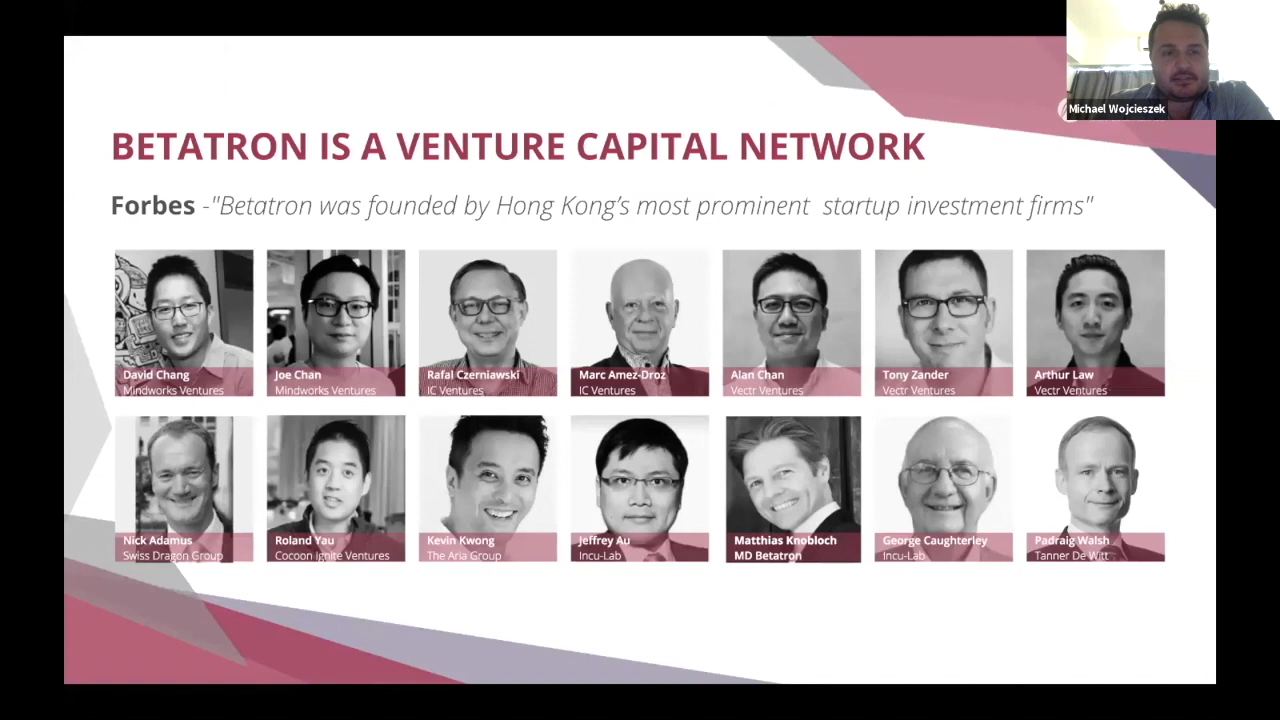 Michael Wojcieszek
BETATRON IS A VENTURE CAPITAL NETWORK
Forbes -"Betatron was founded by Hong Kong’s most prominent startup investment firms"
David Chang
Mindworks Ventures
Joe Chan
Mindworks Ventures
Rafal Czerniawski
IC Ventures
Marc Amez-Droz
IC Ventures
Alan Chan
Vectr Ventures
Tony Zander
Vectr Ventures
Arthur Law
Vectr Ventures
Nick Adamus
Swiss Dragon Group
Roland Yau
Cocoon Ignite Ventures
Kevin Kwong
The Aria Group
Jeffrey Au
Incu-Lab
Matthias Knobloch
MD Betatron
George Caughterley
Incu-Lab
Padraig Walsh
Tanner De Witt